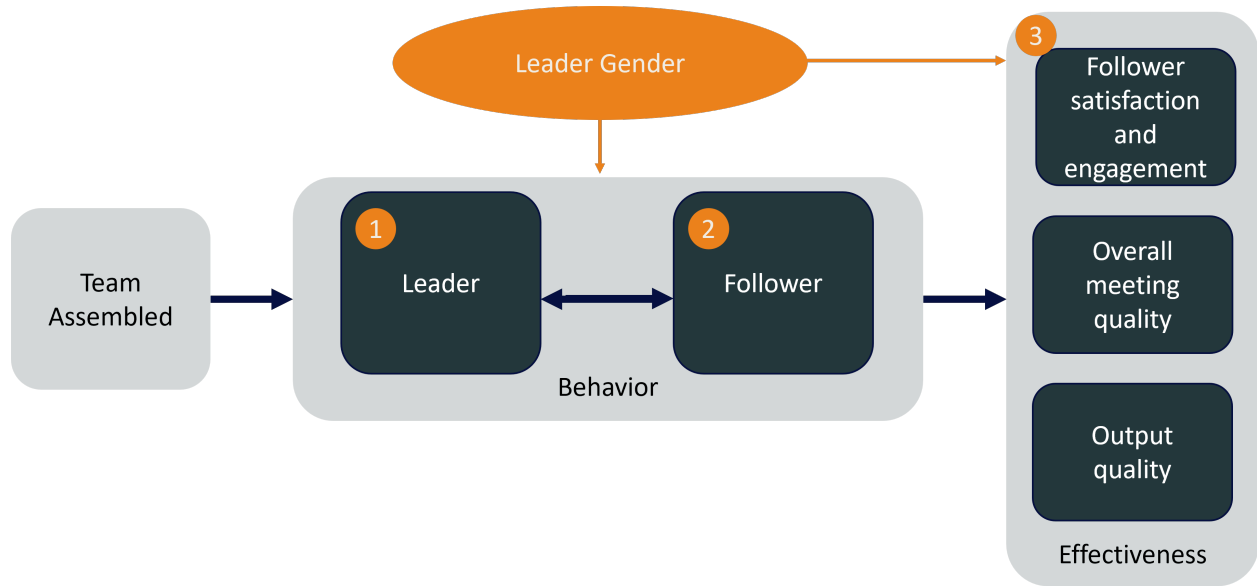 Leader Gender
3
Follower
satisfaction
and
engagement
Team
Assembled
1
Leader
2
Follower
Behavior
Overall
meeting
quality
Output
quality
Effectiveness